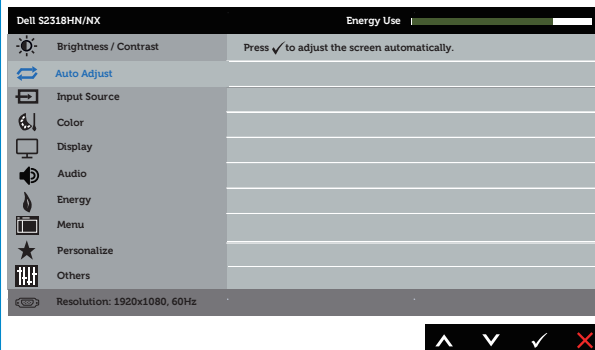 Dell S2318HN/NX Energy Use
Brightness / Contrast Press ✓ to adjust the screen automatically.
Auto Adjust
Input Source
Color
Display
Audio
Energy
Menu
Personalize
Others
Resolution: 1920x1080, 60Hz